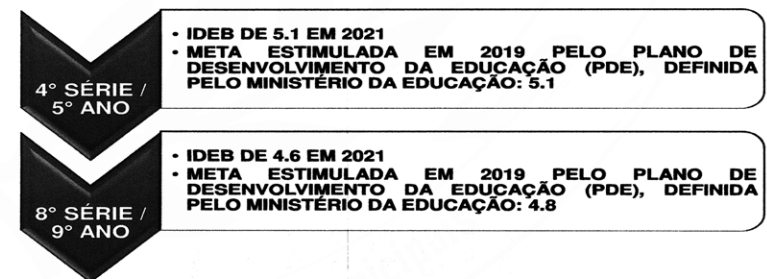 4° SÉRIE /
5° ANO
• IDEB DE 5.1 EM 2021
• META ESTIMULADA EM 2019 PELO PLANO DE
DESENVOLVIMENTO DA EDUCAÇÃO (PDE), DEFINIDA
PELO MINISTÉRIO DA EDUCAÇÃO: 5.1
8° SÉRIE /
9° ANO
• IDEB DE 4.6 EM 2021
• META ESTIMULADA EM 2019 PELO PLANO DE
DESENVOLVIMENTO DA EDUCAÇÃO (PDE), DEFINIDA
PELO MINISTÉRIO DA EDUCAÇÃO: 4.8